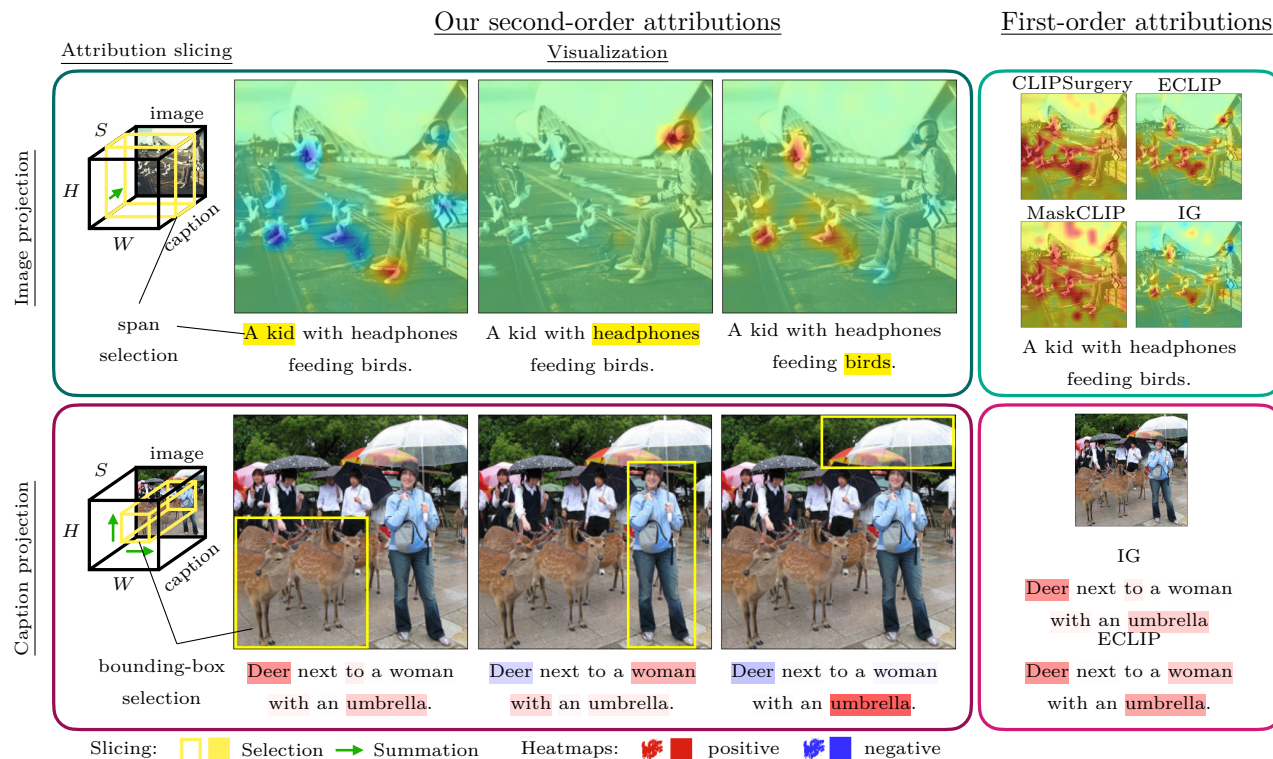 Our second-order attributions
First-order attributions
Attribution slicing
Visualization
Image projection
S
image
H
W
caption
span
selection
A kid with headphones
feeding birds.
A kid with headphones
feeding birds.
A kid with headphones
feeding birds.
CLIPSurgery
ECLIP
MaskCLIP
IG
A kid with headphones
feeding birds.
Caption projection
S
image
H
W
caption
bounding-box
selection
Deer next to a woman
with an umbrella.
Deer next to a woman
with an umbrella.
Deer next to a woman
with an umbrella.
IG
Deer next to a woman
with an umbrella
ECLIP
Deer next to a woman
with an umbrella.
Slicing:
Selection
Summation
Heatmaps:
positive
negative